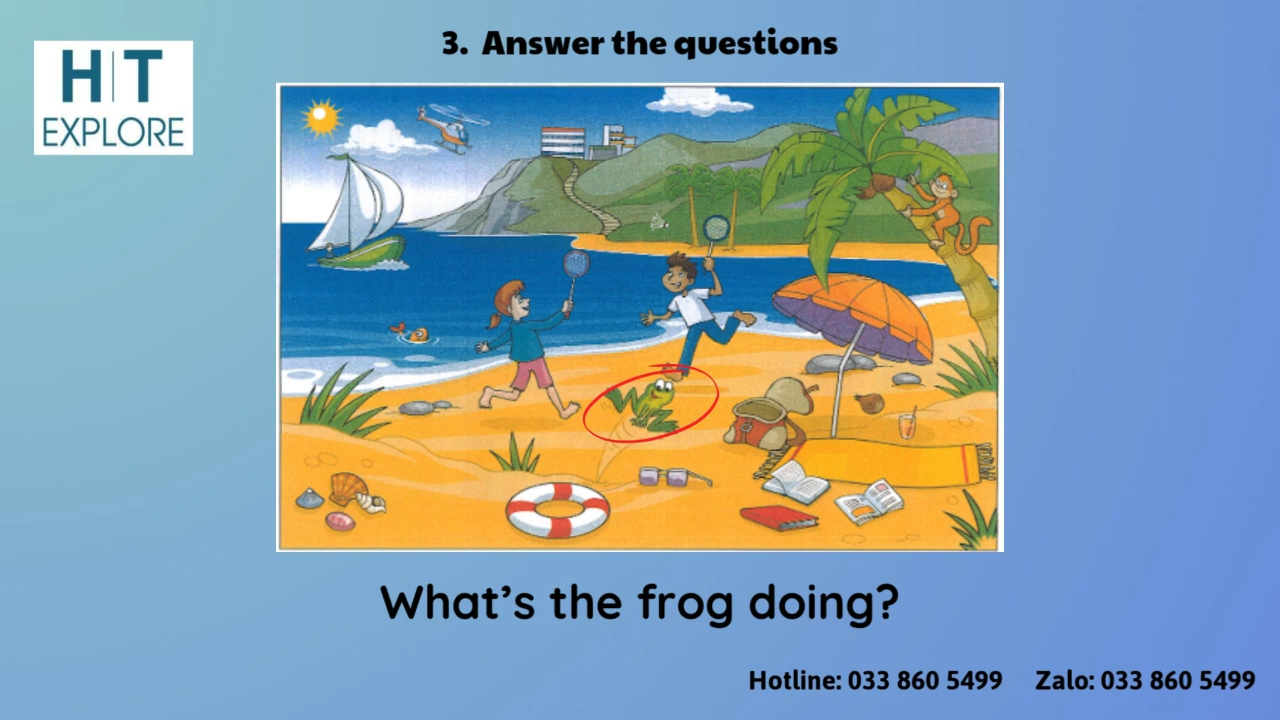 3. Answer the questions
H|T
EXPLORE
What's the frog doing?
Hotline: 033 860 5499 Zalo: 033 860 5499